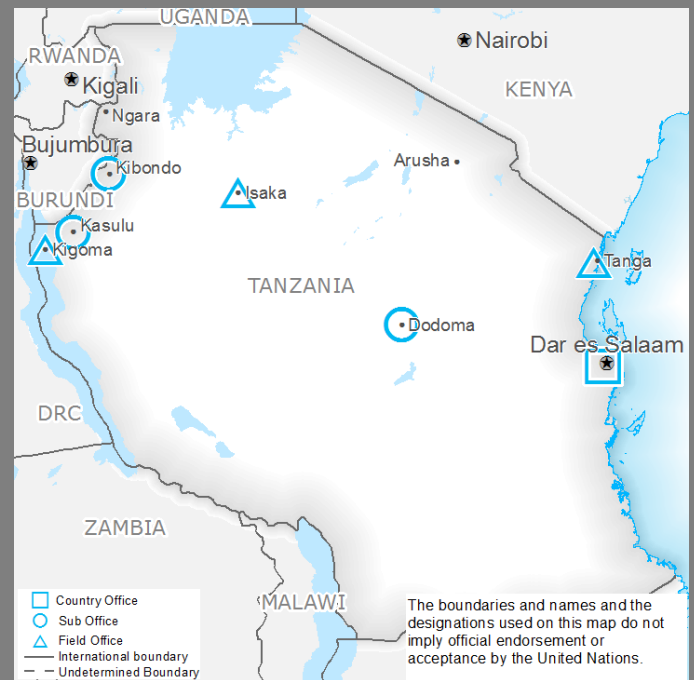 UGANDA
Nairobi
RWANDA
Kigali
KENYA
Ngara
Bujumbura
Arusha
Kibondo
Isaka
BURUNDI
Kasulu
Kigoma
Tanga
TANZANIA
Dodoma
Dar es Salaam
DRC
ZAMBIA
MALAWI
Country Office
Sub Office
Field Office
International boundary
Undetermined Boundary
The boundaries and names and the
designations used on this map do not
imply official endorsement or
acceptance by the United Nations.